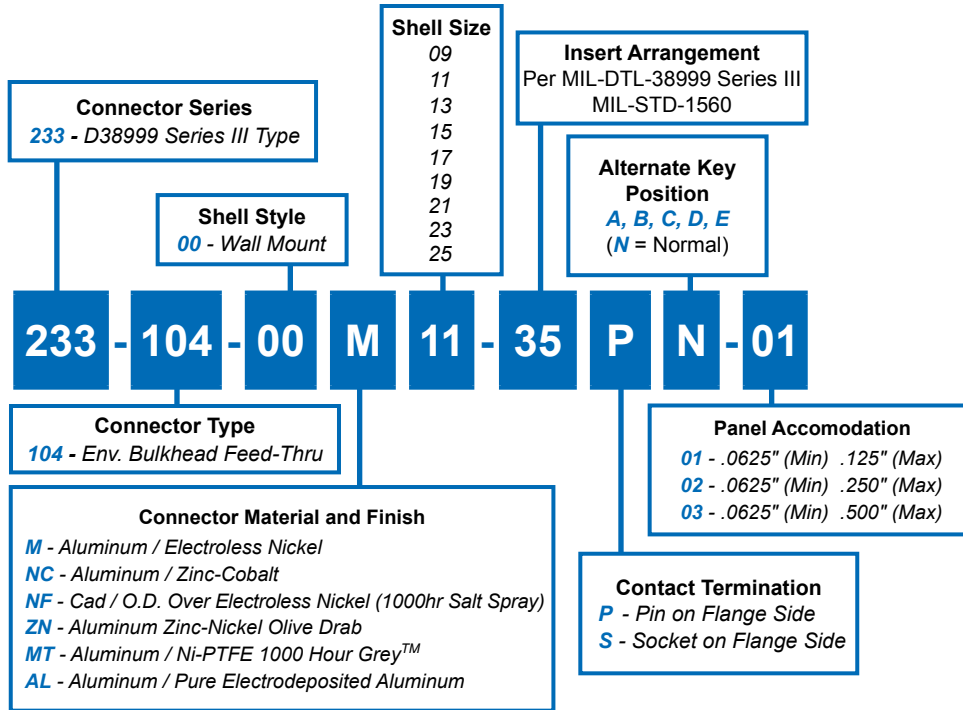 Connector Series
233 - D38999 Series III Type
Shell Style
00 - Wall Mount
Shell Size
09
11
13
15
17
19
21
23
25
Insert Arrangement
Per MIL-DTL-38999 Series III
MIL-STD-1560
Alternate Key
Position
A, B, C, D, E
(N = Normal)
233 - 104 - 00 M 11 - 35 P N - 01
Connector Type
104 - Env. Bulkhead Feed-Thru
Connector Material and Finish
M - Aluminum / Electroless Nickel
NC - Aluminum / Zinc-Cobalt
NF - Cad / O.D. Over Electroless Nickel (1000hr Salt Spray)
ZN - Aluminum Zinc-Nickel Olive Drab
MT - Aluminum / Ni-PTFE 1000 Hour Grey™
AL - Aluminum / Pure Electrodeposited Aluminum
Panel Accomodation
01 - .0625" (Min) .125" (Max)
02 - .0625" (Min) .250" (Max)
03 - .0625" (Min) .500" (Max)
Contact Termination
P - Pin on Flange Side
S - Socket on Flange Side